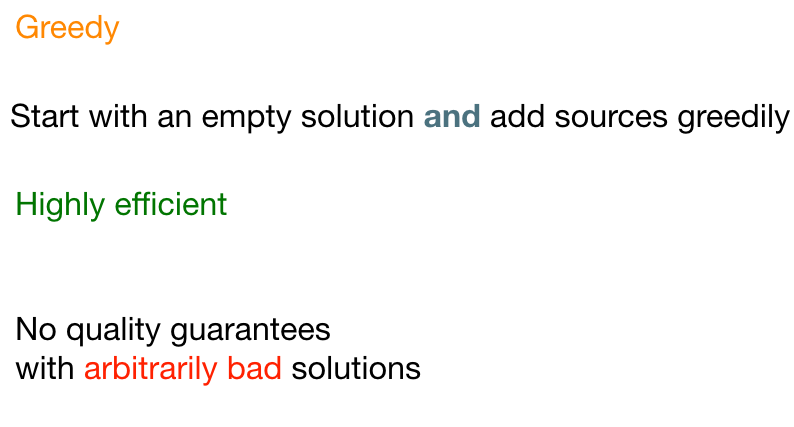 Greedy
Start with an empty solution and add sources greedily
Highly efficient
No quality guarantees
with arbitrarily bad solutions